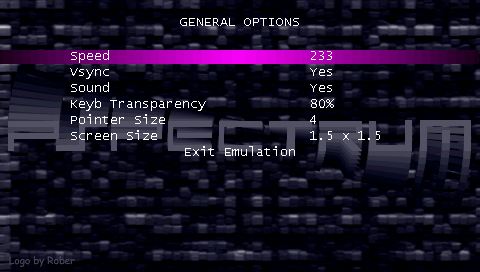 GENERAL OPTIONS
Speed 233
Vsync Yes
Sound Yes
Keyb Transparency 80%
Pointer Size 4
Screen Size 1.5 x 1.5
Exit Emulation
Logo by Rober